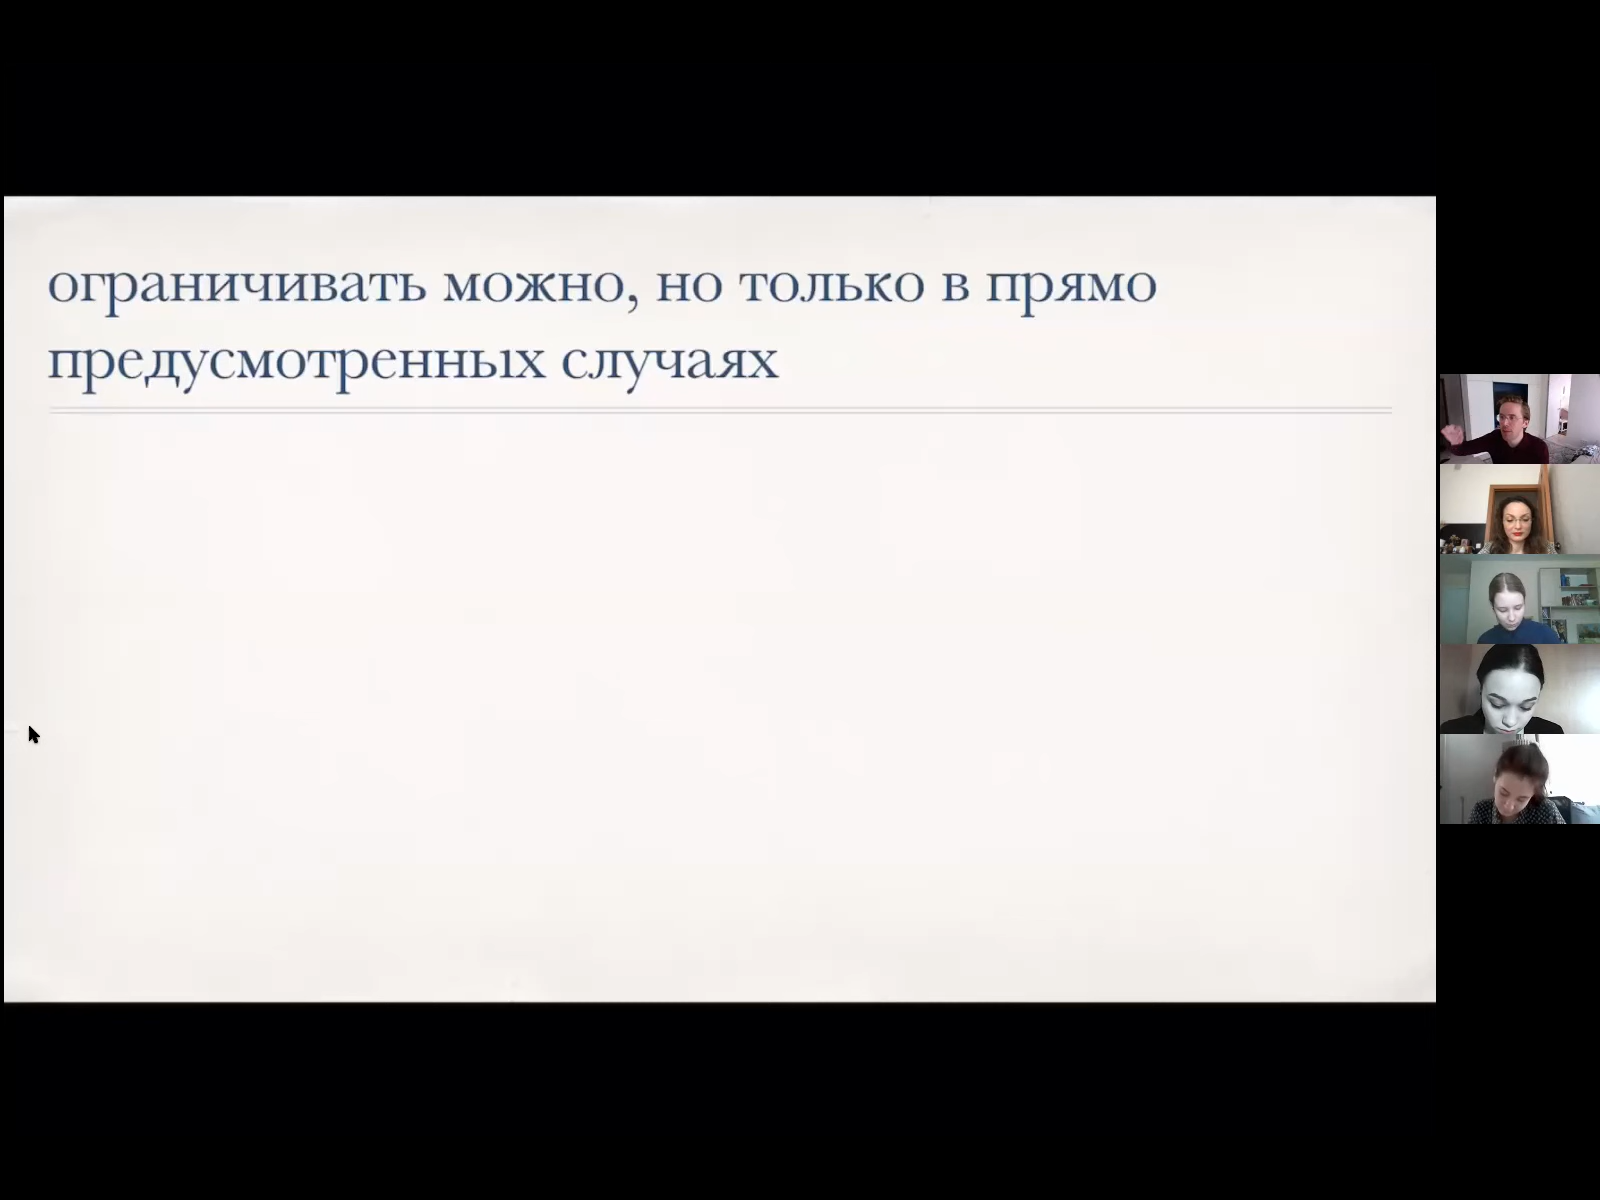 ограничивать можно, но только в прямо
предусмотренных случаях